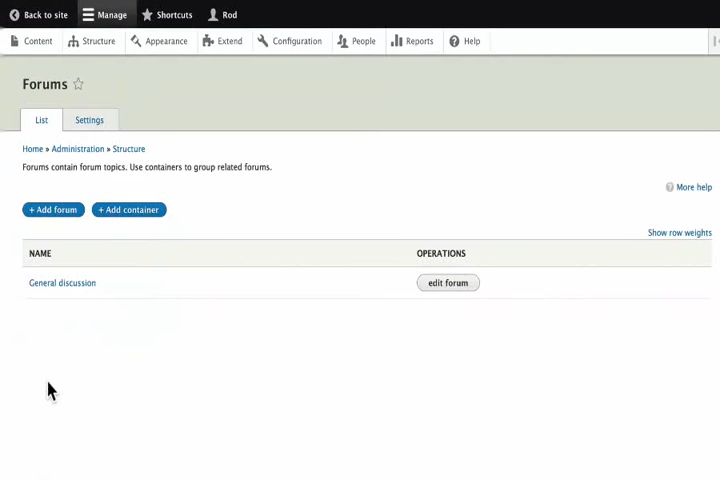 Back to site Manage Shortcuts Rod
Content Structure Appearance Extend Configuration People Reports Help
Forums
List Settings
Home » Administration » Structure
Forums contain forum topics. Use containers to group related forums.
More help
+ Add forum + Add container
Show row weights
NAME OPERATIONS
General discussion edit forum